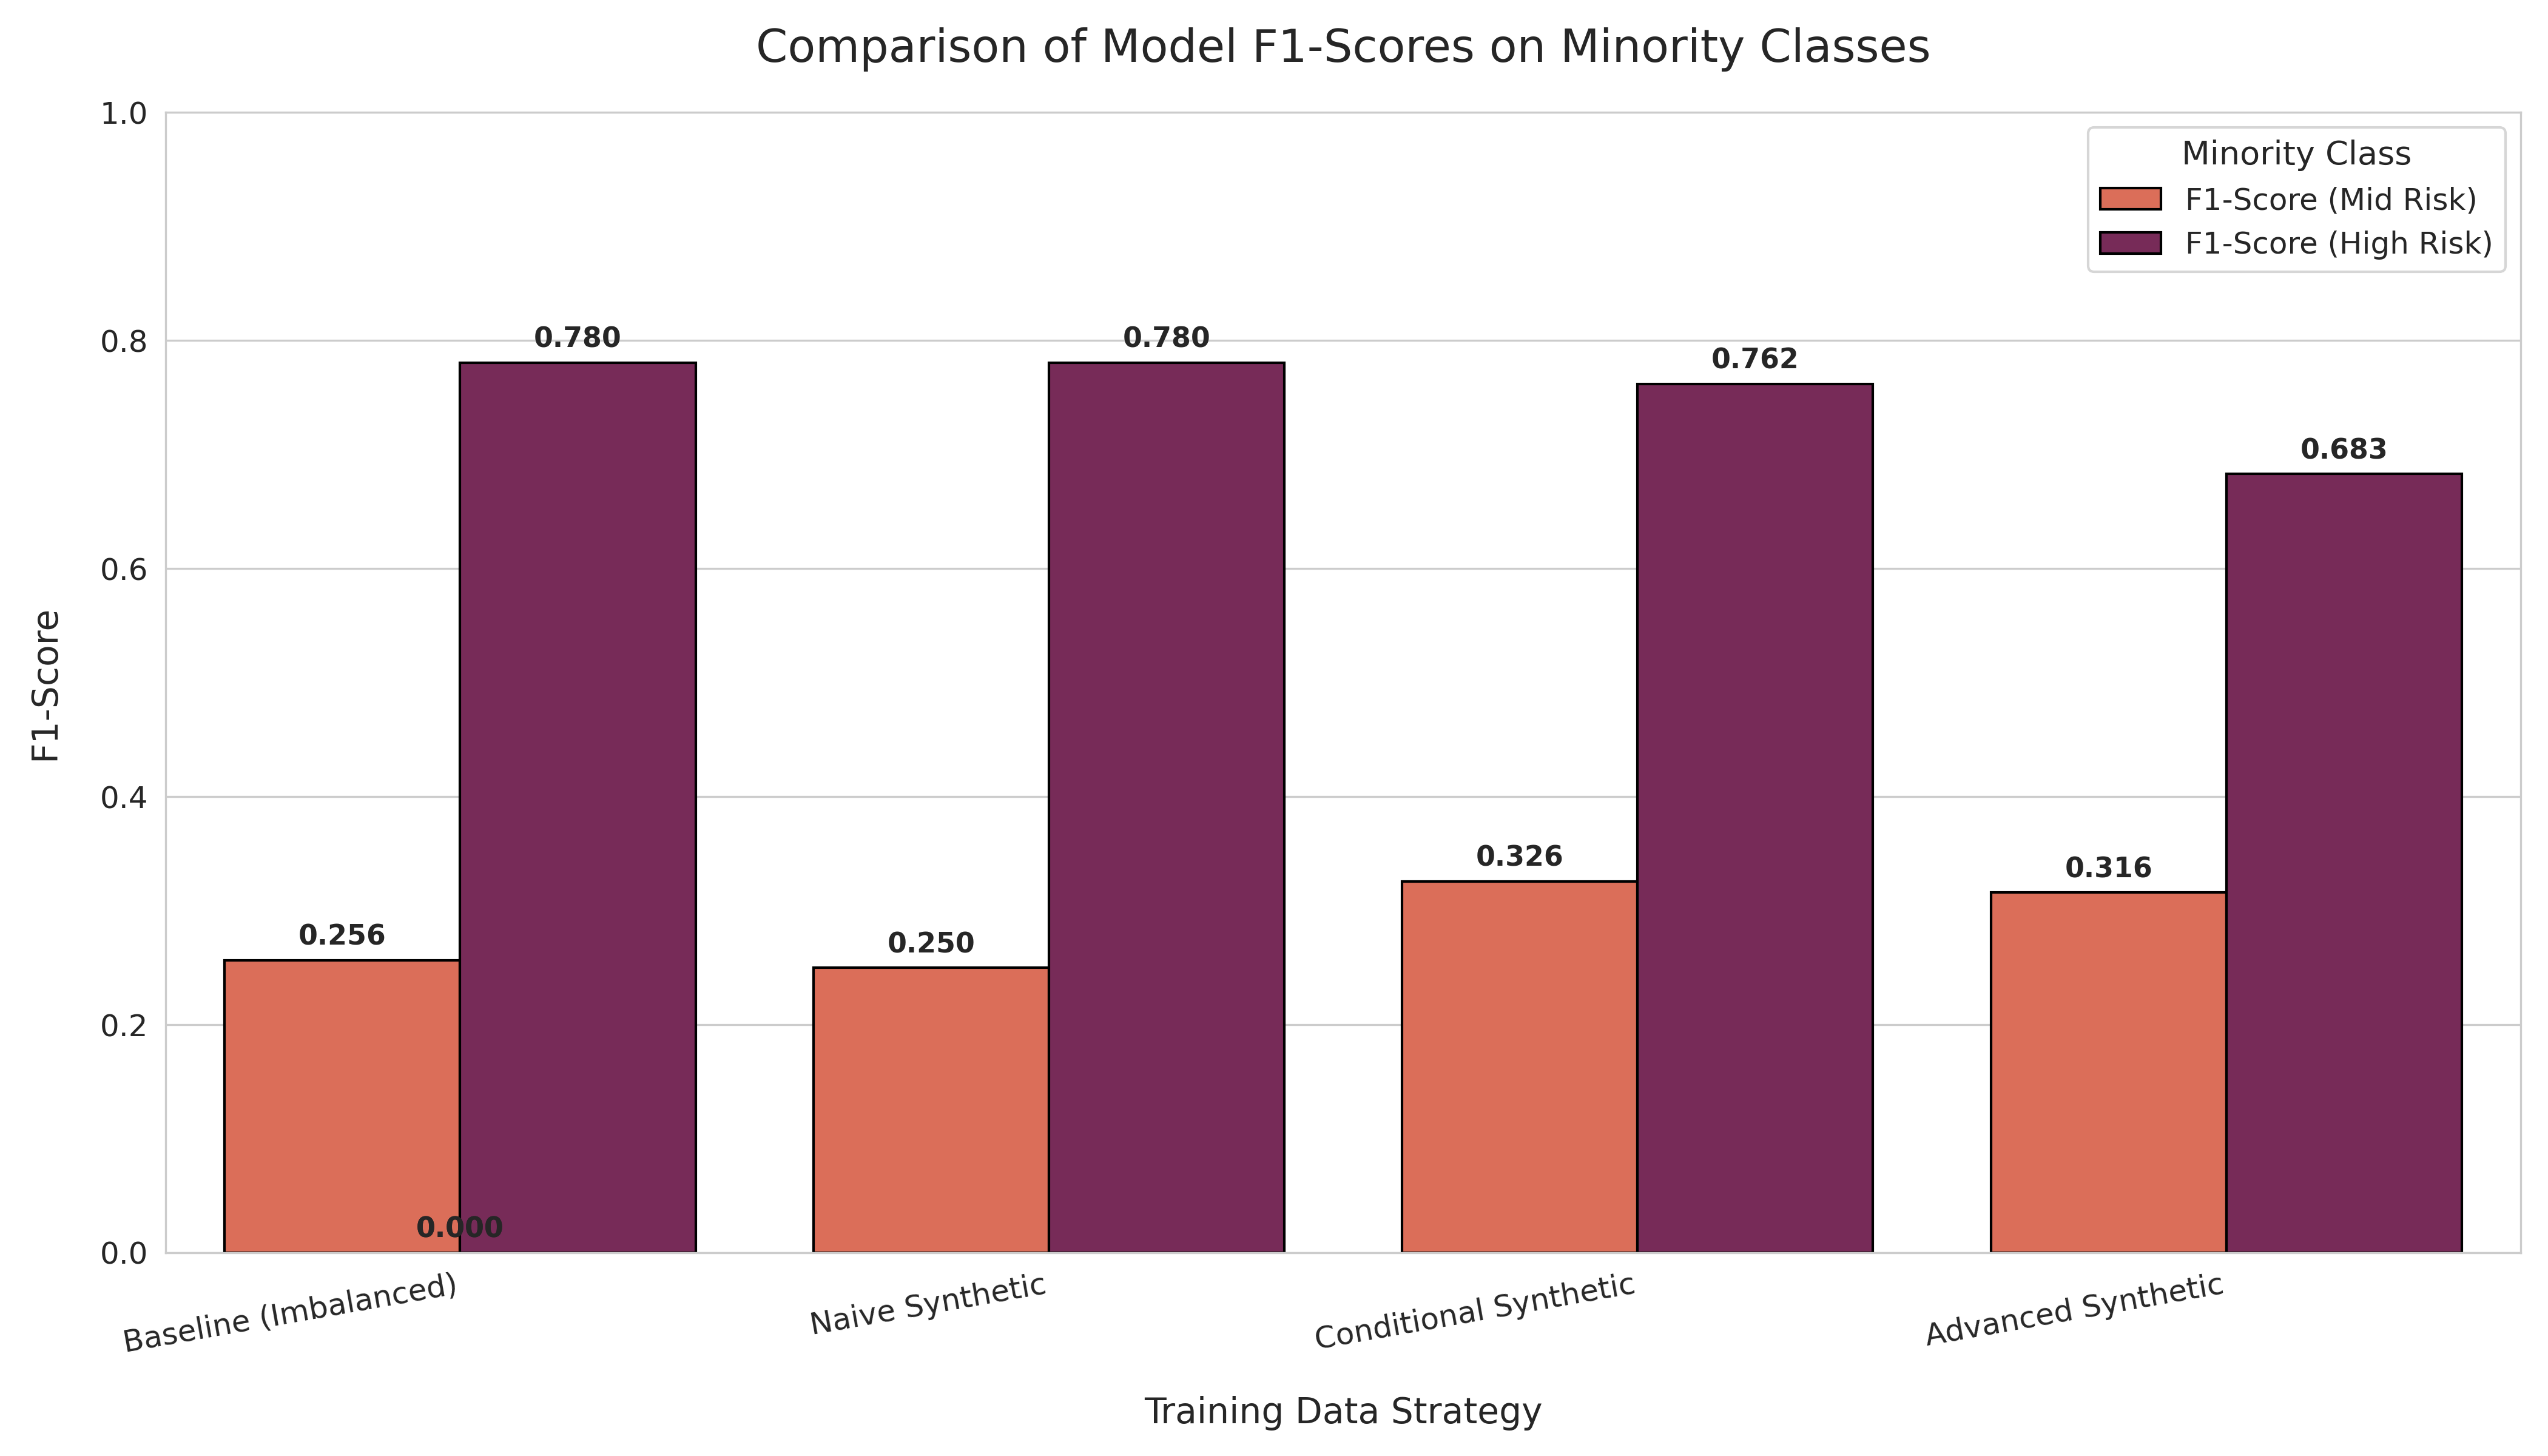 Comparison of Model F1-Scores on Minority Classes
1.0
0.8
0.6
0.4
0.2
0.0
F1-Score
Minority Class
F1-Score (Mid Risk)
F1-Score (High Risk)
0.256
0.780
0.000
0.250
0.780
0.326
0.762
0.316
0.683
Baseline (Imbalanced)
Naive Synthetic
Conditional Synthetic
Advanced Synthetic
Training Data Strategy